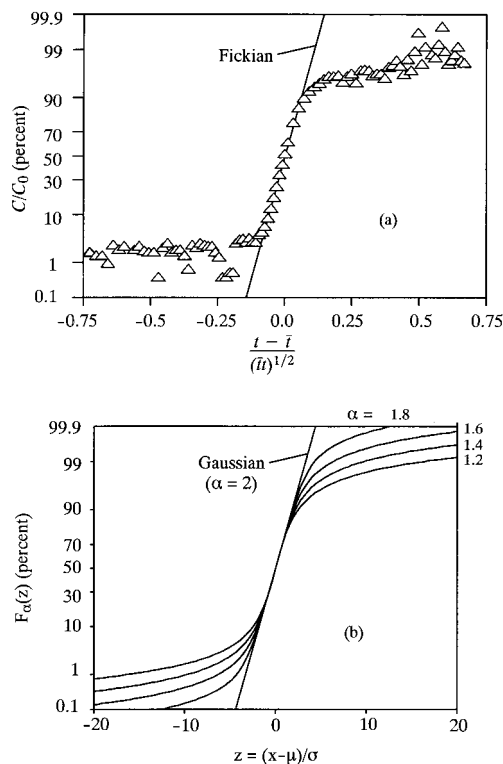 99.9
99
90
70
50
30
10
1
0.1
C/C₀ (percent)
Fickian
(a)
−0.75 −0.50 −0.25 0.0 0.25 0.50 0.75
t − t̄
(t̄t)^1/2
99.9
99
90
70
50
30
10
1
0.1
Fα(z) (percent)
α = 1.8
1.6
1.4
1.2
Gaussian
(α = 2)
(b)
−20 −10 0 10 20
z = (x−μ)/σ